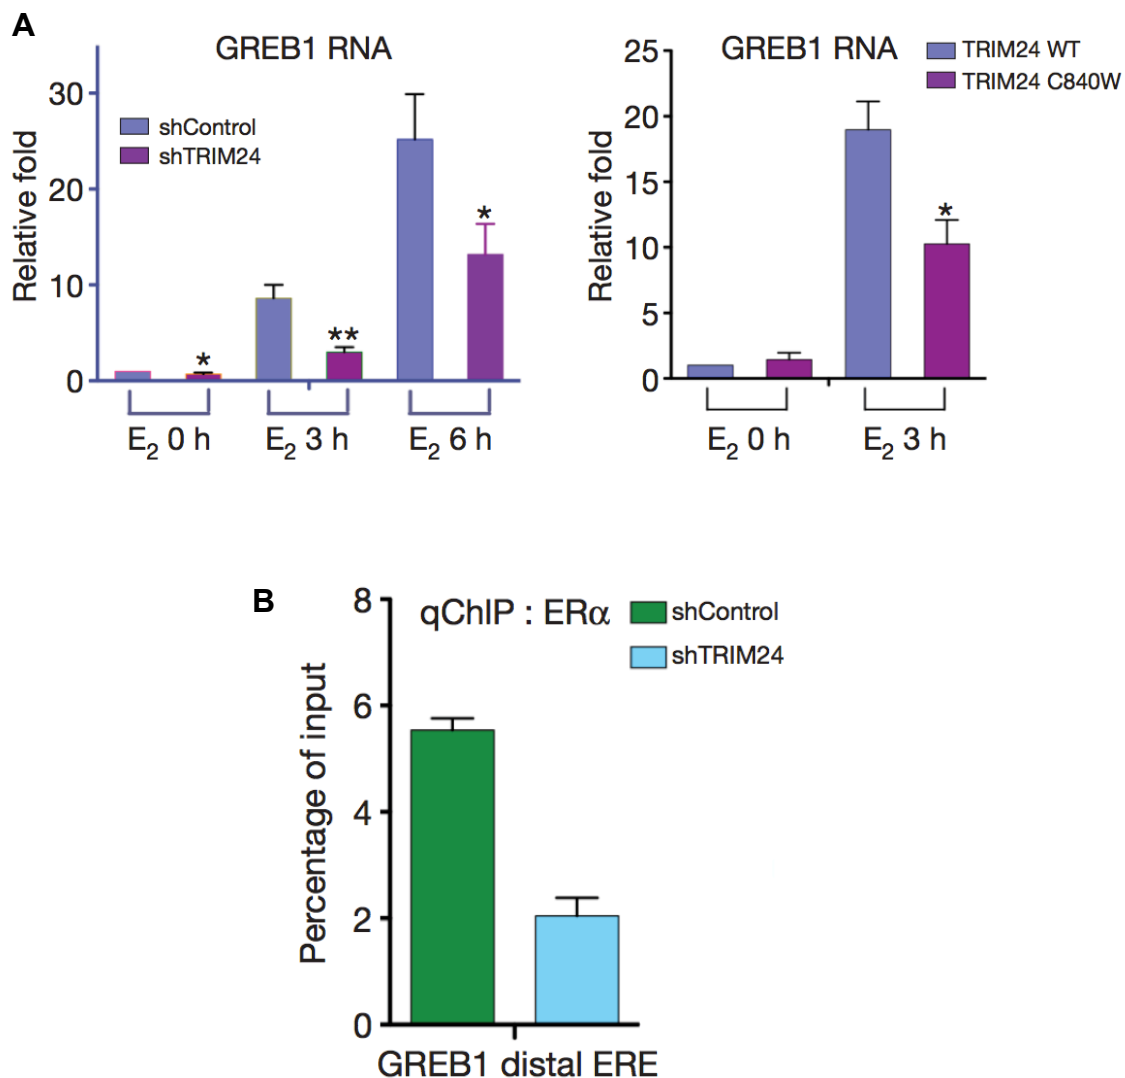 A
GREB1 RNA
Relative fold
30
20
10
0
shControl
shTRIM24
*
**
*
E2 0 h
E2 3 h
E2 6 h
GREB1 RNA
Relative fold
25
20
15
10
5
0
TRIM24 WT
TRIM24 C840W
*
E2 0 h
E2 3 h
B
qChIP : ERα
Percentage of input
8
6
4
2
0
shControl
shTRIM24
GREB1 distal ERE